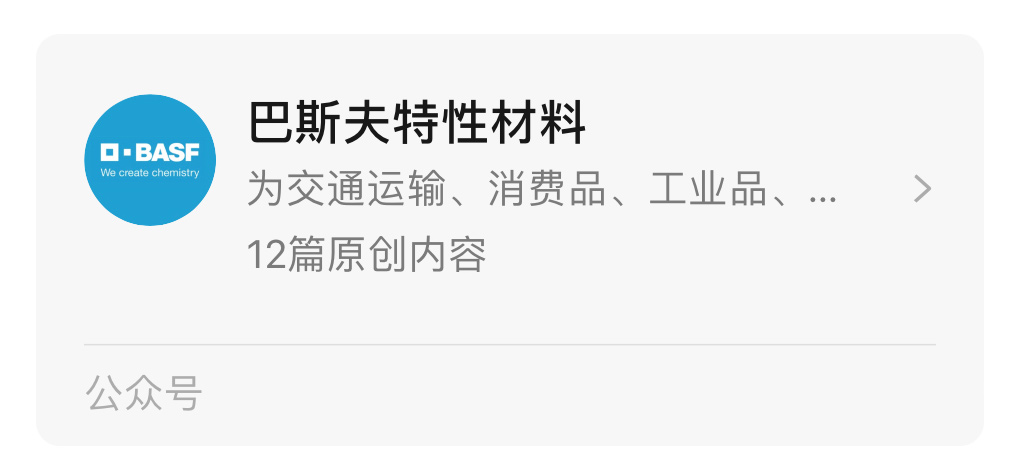 巴斯夫特性材料
BASF
We create chemistry
为交通运输、消费品、工业品、...
12篇原创内容
公众号